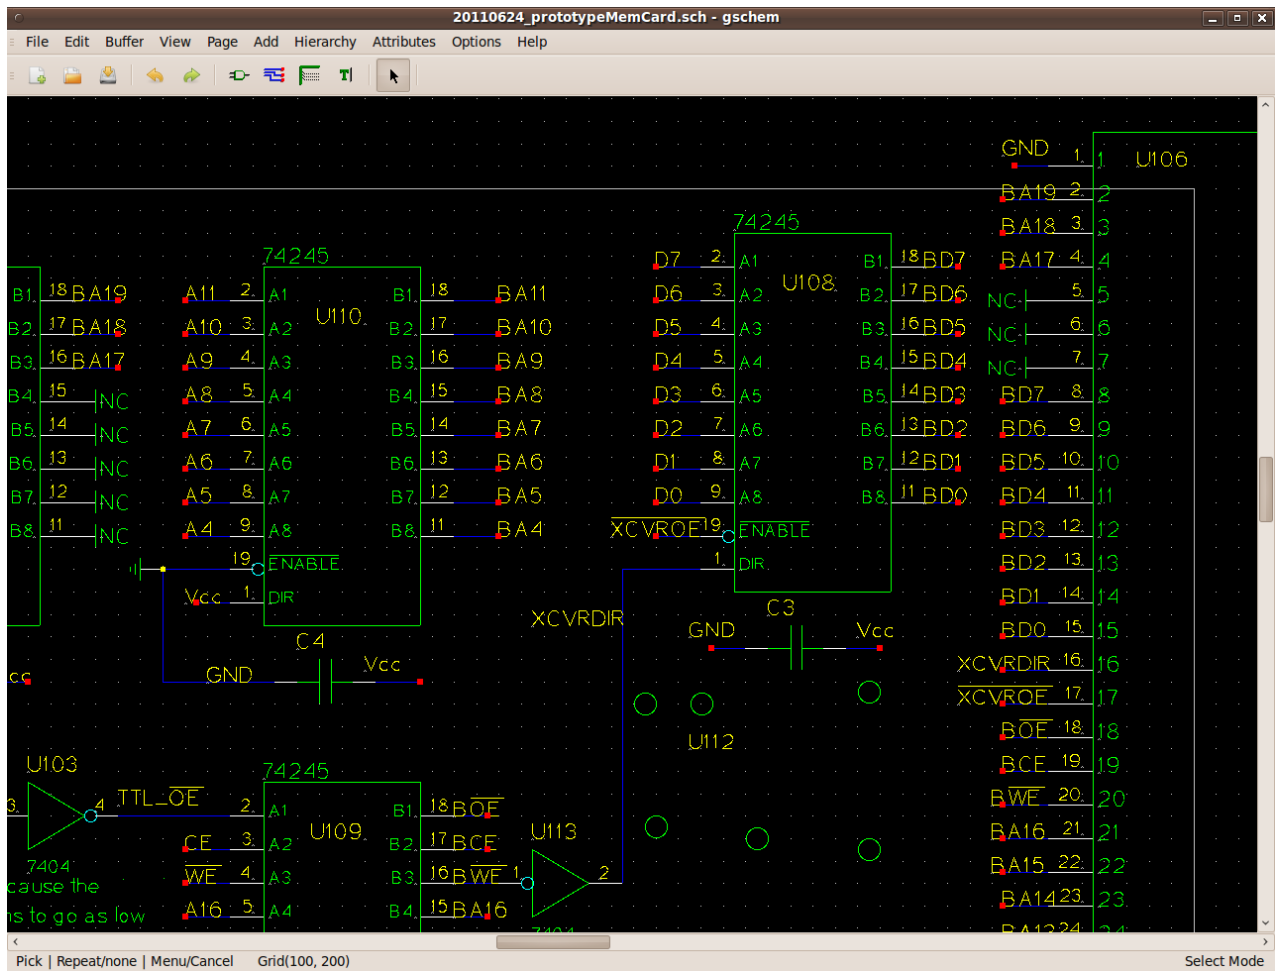 20110624_prototypeMemCard.sch - gschem
File Edit Buffer View Page Add Hierarchy Attributes Options Help
GND 1 1 U106
BA19 2 2
74245
BA18 3 3
74245
D7 2 A1 B1 18 BD7
U108
BA17 4 4
B1 18 BA19
A11 2 A1 B1 18 BA11
U110
D6 3 A2 B2 17 BD6
NC 5 5
B2 17 BA18
A10 3 A2 B2 17 BA10
D5 4 A3 B3 16 BD5
NC 6 6
B3 16 BA17
A9 4 A3 B3 16 BA9
D4 5 A4 B4 15 BD4
NC 7 7
B4 15 NC
A8 5 A4 B4 15 BA8
D3 6 A5 B5 14 BD3
BD7 8 8
B5 14 NC
A7 6 A5 B5 14 BA7
D2 7 A6 B6 13 BD2
BD6 9 9
B6 13 NC
A6 7 A6 B6 13 BA6
D1 8 A7 B7 12 BD1
BD5 10 10
B7 12 NC
A5 8 A7 B7 12 BA5
D0 9 A8 B8 11 BD0
BD4 11 11
B8 11 NC
A4 9 A8 B8 11 BA4
XCVROE 19 ENABLE
BD3 12 12
19 ENABLE
1 DIR
BD2 13 13
Vcc 1 DIR
BD1 14 14
XCVRDIR
C3
GND Vcc
BD0 15 15
C4
GND Vcc
cc
XCVRDIR 16 16
XCVROE 17 17
U112
BOE 18 18
U103
74245
BCE 19 19
3 4 TTL_OE 2 A1 B1 18 BOE
BWE 20 20
U109
U113
CE 3 A2 B2 17 BCE
BA16 21 21
7404
WE 4 A3 B3 16 BWE 1 2
BA15 22 22
cause the
A16 5 A4 B4 15 BA16
BA14 23 23
ns to go as low
7404
BA13 24 24
Pick | Repeat/none | Menu/Cancel Grid(100, 200) Select Mode